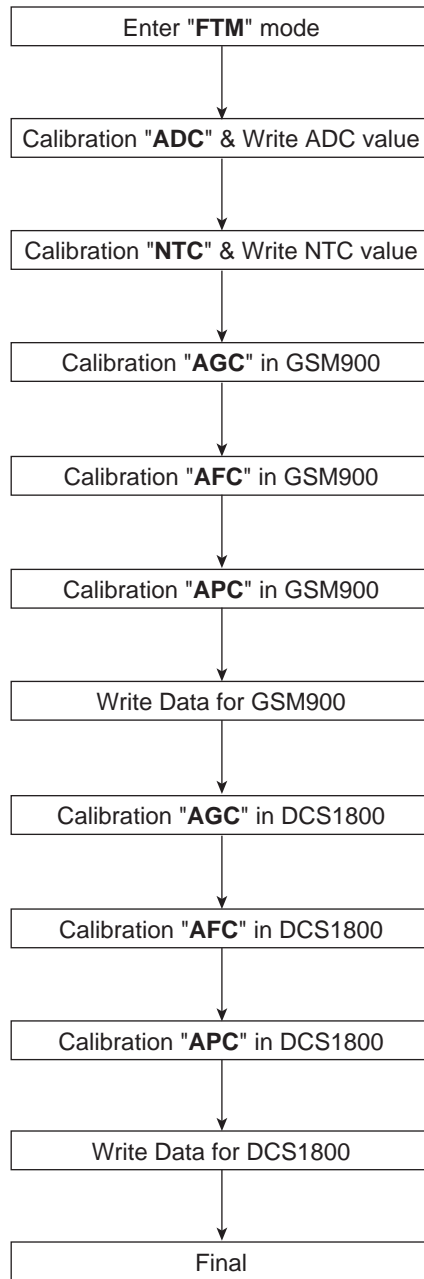 Enter "FTM" mode
Calibration "ADC" & Write ADC value
Calibration "NTC" & Write NTC value
Calibration "AGC" in GSM900
Calibration "AFC" in GSM900
Calibration "APC" in GSM900
Write Data for GSM900
Calibration "AGC" in DCS1800
Calibration "AFC" in DCS1800
Calibration "APC" in DCS1800
Write Data for DCS1800
Final